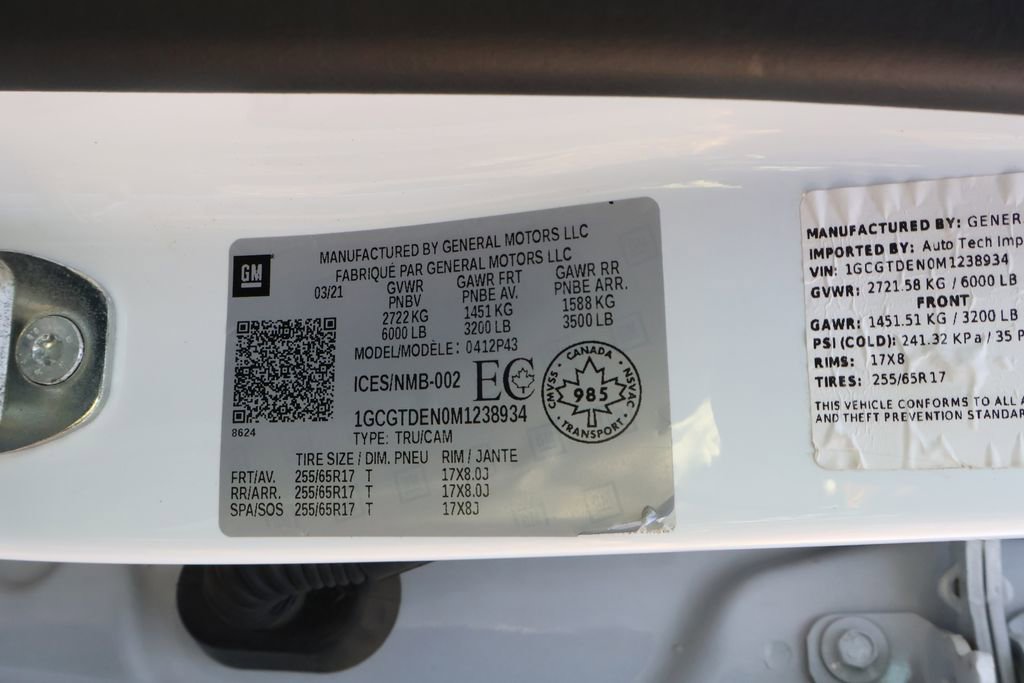 MANUFACTURED BY GENERAL MOTORS LLC
FABRIQUÉ PAR GENERAL MOTORS LLC
GM
03/21
GVWR GAWR FRT GAWR RR
PNBV PNBE AV. PNBE ARR.
2722 KG 1451 KG 1588 KG
6000 LB 3200 LB 3500 LB
MODEL/MODÈLE: 0412P43
ICES/NMB-002 EC
CANADA
CMVSS 985 NSVAC
TRANSPORT
1GCGTDEN0M1238934
8624
TYPE: TRU/CAM
TIRE SIZE / DIM. PNEU RIM / JANTE
FRT/AV. 255/65R17 T 17X8.0J
RR/ARR. 255/65R17 T 17X8.0J
SPA/SOS 255/65R17 T 17X8J
MANUFACTURED BY: GENER
IMPORTED BY: Auto Tech Imp
VIN: 1GCGTDEN0M1238934
GVWR: 2721.58 KG / 6000 LB
FRONT
GAWR: 1451.51 KG / 3200 LB
PSI (COLD): 241.32 KPa / 35 P
RIMS: 17X8
TIRES: 255/65R17
THIS VEHICLE CONFORMS TO ALL A
AND THEFT PREVENTION STANDAR